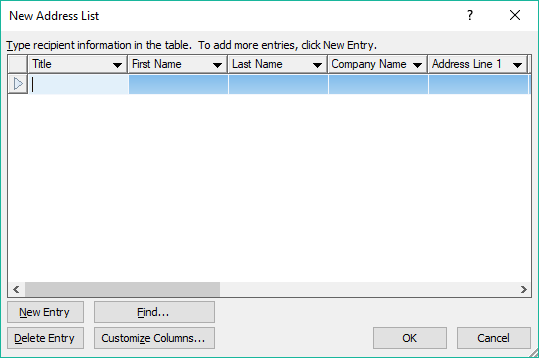 New Address List
Type recipient information in the table. To add more entries, click New Entry.
Title First Name Last Name Company Name Address Line 1
New Entry Find...
Delete Entry Customize Columns... OK Cancel